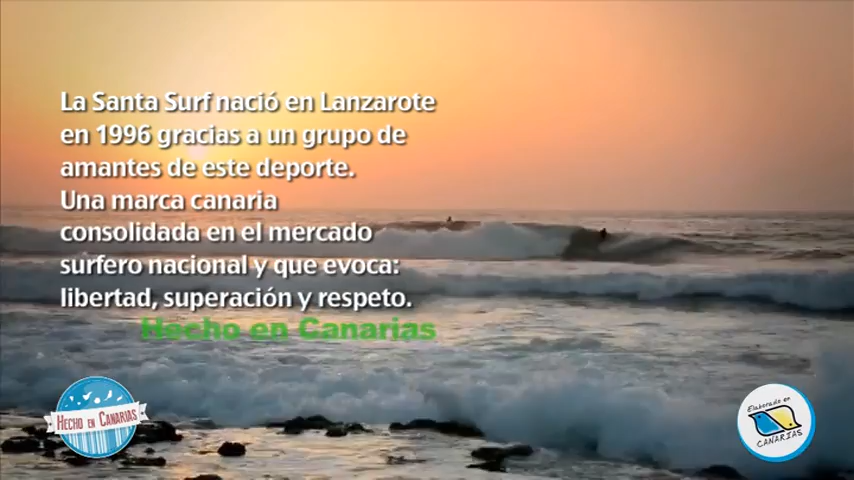 La Santa Surf nació en Lanzarote
en 1996 gracias a un grupo de
amantes de este deporte.
Una marca canaria
consolidada en el mercado
surfero nacional y que evoca:
libertad, superación y respeto.
Hecho en Canarias
HECHO EN CANARIAS
Elaborado en
CANARIAS